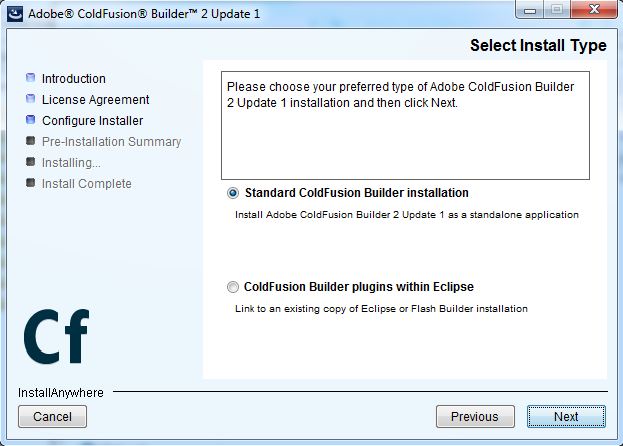 Adobe® ColdFusion® Builder™ 2 Update 1
Select Install Type
Introduction
License Agreement
Configure Installer
Pre-Installation Summary
Installing...
Install Complete
Please choose your preferred type of Adobe ColdFusion Builder
2 Update 1 installation and then click Next.
Standard ColdFusion Builder installation
Install Adobe ColdFusion Builder 2 Update 1 as a standalone application
ColdFusion Builder plugins within Eclipse
Link to an existing copy of Eclipse or Flash Builder installation
Cf
InstallAnywhere
Cancel
Previous
Next